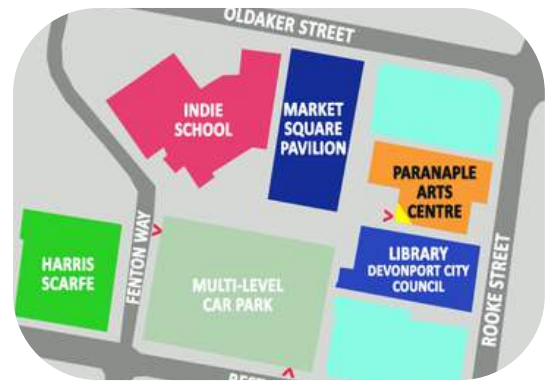 OLDAKER STREET
INDIE
SCHOOL
MARKET
SQUARE
PAVILION
PARANAPLE
ARTS
CENTRE
LIBRARY
DEVONPORT CITY
COUNCIL
HARRIS
SCARFE
FENTON WAY
MULTI-LEVEL
CAR PARK
ROOKE STREET